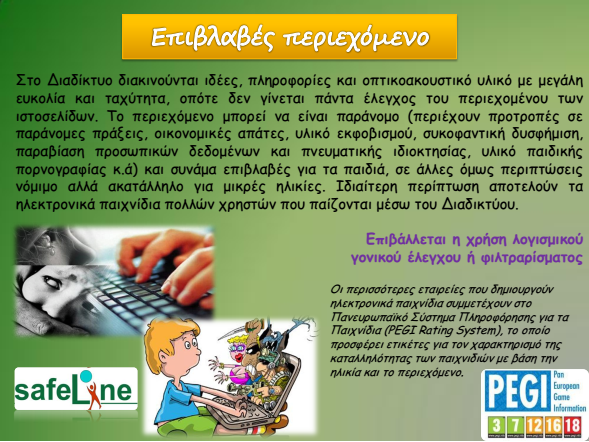 Επιβλαβές περιεχόμενο
Στο Διαδίκτυο διακινούνται ιδέες, πληροφορίες και οπτικοακουστικό υλικό με μεγάλη
ευκολία και ταχύτητα, οπότε δεν γίνεται πάντα έλεγχος του περιεχομένου των
ιστοσελίδων. Το περιεχόμενο μπορεί να είναι παράνομο (περιέχουν προτροπές σε
παράνομες πράξεις, οικονομικές απάτες, υλικό εκφοβισμού, συκοφαντική δυσφήμιση,
παραβίαση προσωπικών δεδομένων και πνευματικής ιδιοκτησίας, υλικό παιδικής
πορνογραφίας κ.ά) και συνάμα επιβλαβές για τα παιδιά, σε άλλες όμως περιπτώσεις
νόμιμο αλλά ακατάλληλο για μικρές ηλικίες. Ιδιαίτερη περίπτωση αποτελούν τα
ηλεκτρονικά παιχνίδια πολλών χρηστών που παίζονται μέσω του Διαδικτύου.
Επιβάλλεται η χρήση λογισμικού
γονικού έλεγχου ή φιλτραρίσματος
Οι περισσότερες εταιρείες που δημιουργούν
ηλεκτρονικά παιχνίδια συμμετέχουν στο
Πανευρωπαϊκό Σύστημα Πληροφόρησης για τα
Παιχνίδια (PEGI Rating System), το οποίο
προσφέρει ετικέτες για τον χαρακτηρισμό της
καταλληλότητας των παιχνιδιών με βάση την
ηλικία και το περιεχόμενο.
safeLine
PEGI
Pan
European
Game
Information
3 7 12 16 18